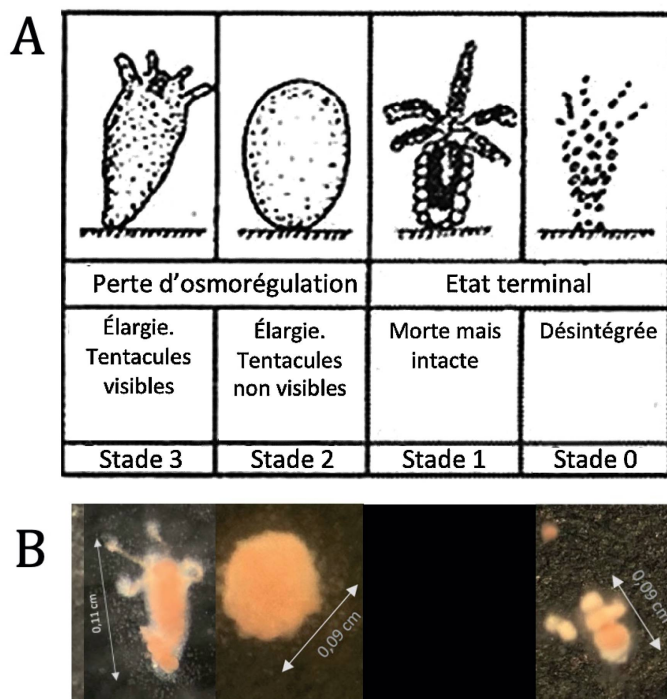 A
Perte d'osmorégulation
Etat terminal
Élargie.
Tentacules
visibles
Élargie.
Tentacules
non visibles
Morte mais
intacte
Désintégrée
Stade 3
Stade 2
Stade 1
Stade 0
B
0,11 cm
0,09 cm
0,09 cm